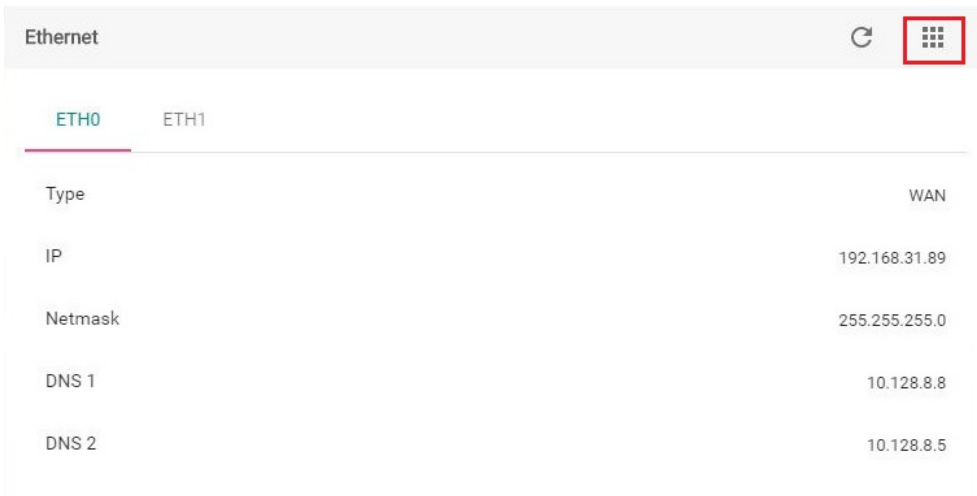 Ethernet
ETH0 ETH1
Type WAN
IP 192.168.31.89
Netmask 255.255.255.0
DNS 1 10.128.8.8
DNS 2 10.128.8.5